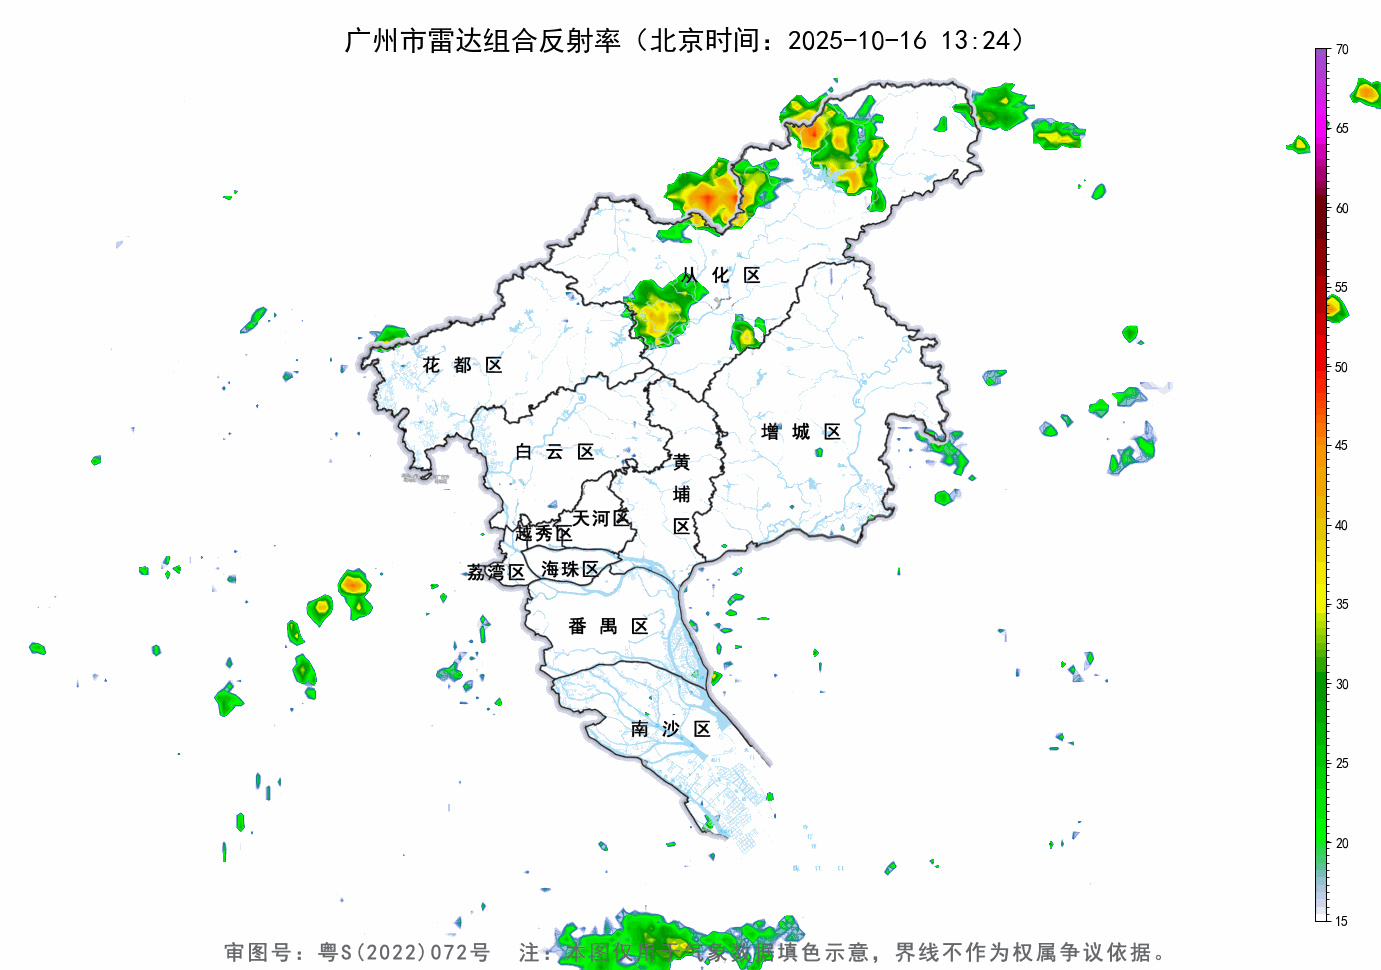 广州市雷达组合反射率（北京时间：2025-10-16 13:24）
70
65
60
55
50
45
40
35
30
25
20
15
从化区
花都区
增城区
白云区
黄埔区
天河区
越秀区
荔湾区
海珠区
番禺区
南沙区
审图号：粤S(2022)072号 注：本图仅用于气象数据填色示意，界线不作为权属争议依据。